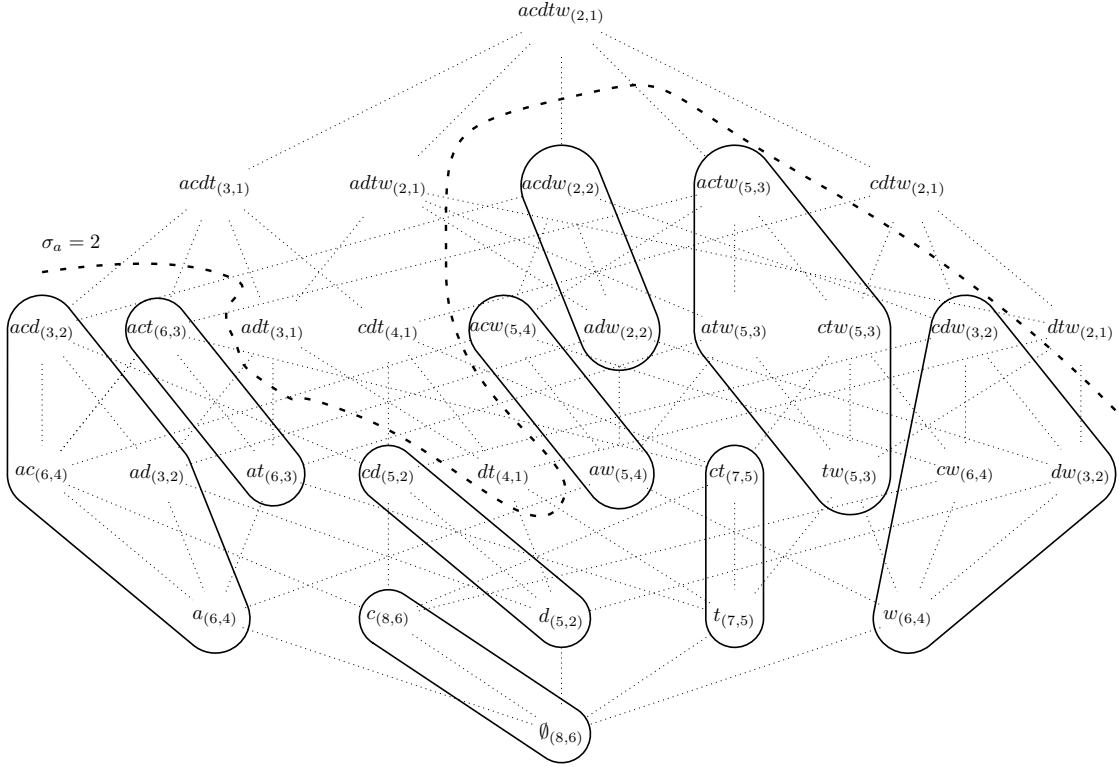 acdtw(2,1)
acdt(3,1) adtw(2,1) acdw(2,2) actw(5,3) cdtw(2,1)
σa = 2
acd(3,2) act(6,3) adt(3,1) cdt(4,1) acw(5,4) adw(2,2) atw(5,3) ctw(5,3) cdw(3,2) dtw(2,1)
ac(6,4) ad(3,2) at(6,3) cd(5,2) dt(4,1) aw(5,4) ct(7,5) tw(5,3) cw(6,4) dw(3,2)
a(6,4) c(8,6) d(5,2) t(7,5) w(6,4)
∅(8,6)